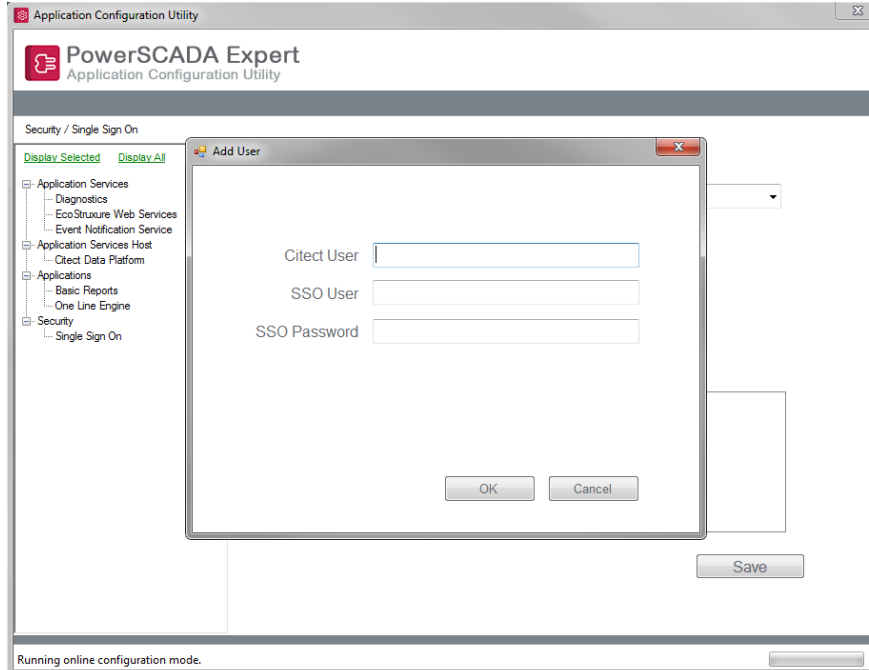 Application Configuration Utility
PowerSCADA Expert
Application Configuration Utility
Security / Single Sign On
Display Selected Display All
Application Services
Diagnostics
EcoStruxure Web Services
Event Notification Service
Application Services Host
Citect Data Platform
Applications
Basic Reports
One Line Engine
Security
Single Sign On
Add User
Citect User
SSO User
SSO Password
OK Cancel
Save
Running online configuration mode.